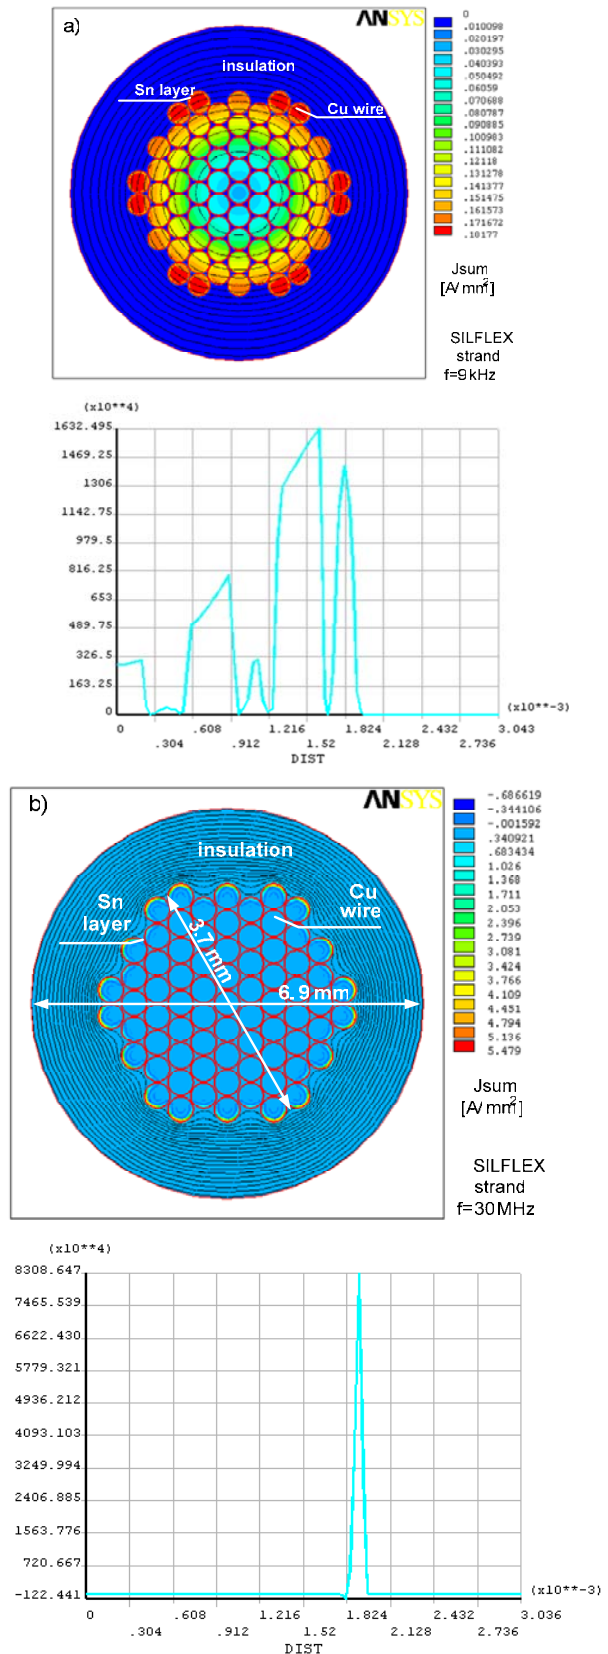 a)
ANSYS
insulation
Sn layer
Cu wire
0
.010098
.020197
.030295
.040393
.050492
.06059
.070688
.080787
.090885
.100983
.111082
.12118
.131278
.141377
.151475
.161573
.171672
.10177
Jsum
[A/mm2]
SILFLEX
strand
f=9kHz
(x10**4)
1632.495
1469.25
1306
1142.75
979.5
816.25
653
489.75
326.5
163.25
0
(x10**-3)
0 .608 1.216 1.824 2.432 3.043
.304 .912 1.52 2.128 2.736
DIST
b)
ANSYS
insulation
Sn
layer
Cu
wire
3.7mm
6.9mm
-.686619
-.344106
-.001592
.340921
.683434
1.026
1.368
1.711
2.053
2.396
2.739
3.081
3.424
3.766
4.109
4.451
4.794
5.136
5.479
Jsum
[A/mm2]
SILFLEX
strand
f=30MHz
(x10**4)
8308.647
7465.539
6622.430
5779.321
4936.212
4093.103
3249.994
2406.885
1563.776
720.667
-122.441
(x10**-3)
0 .608 1.216 1.824 2.432 3.036
.304 .912 1.52 2.128 2.736
DIST